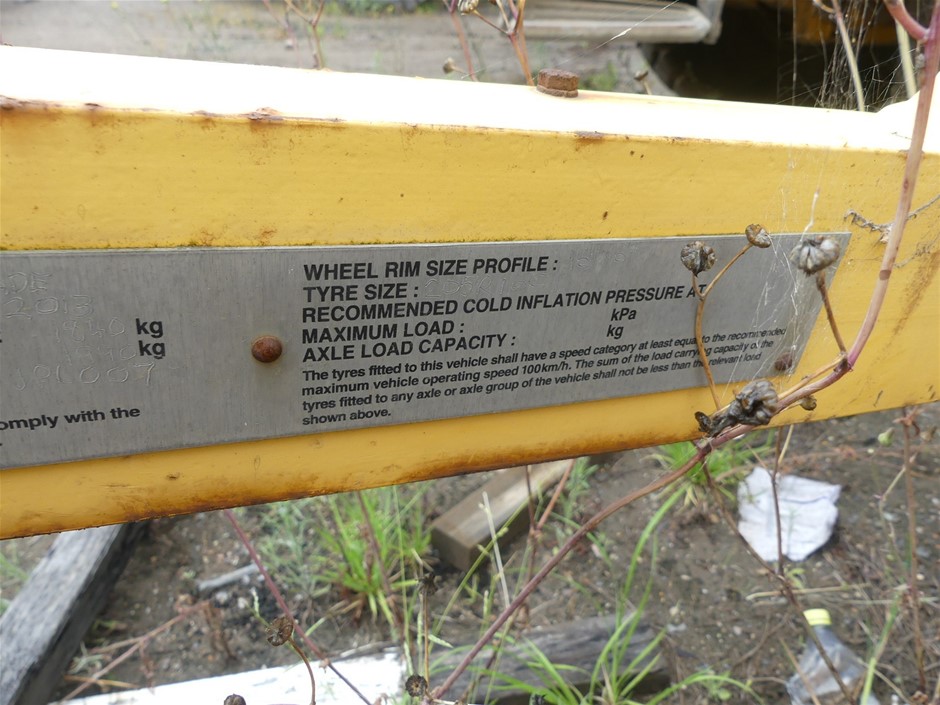 2013
kg
kg
comply with the
WHEEL RIM SIZE PROFILE :
TYRE SIZE :
RECOMMENDED COLD INFLATION PRESSURE AT
kPa
MAXIMUM LOAD :
kg
AXLE LOAD CAPACITY :
The tyres fitted to this vehicle shall have a speed category at least equal to the recommended
maximum vehicle operating speed 100km/h. The sum of the load carrying capacity of the
tyres fitted to any axle or axle group of the vehicle shall not be less than the relevant load
shown above.